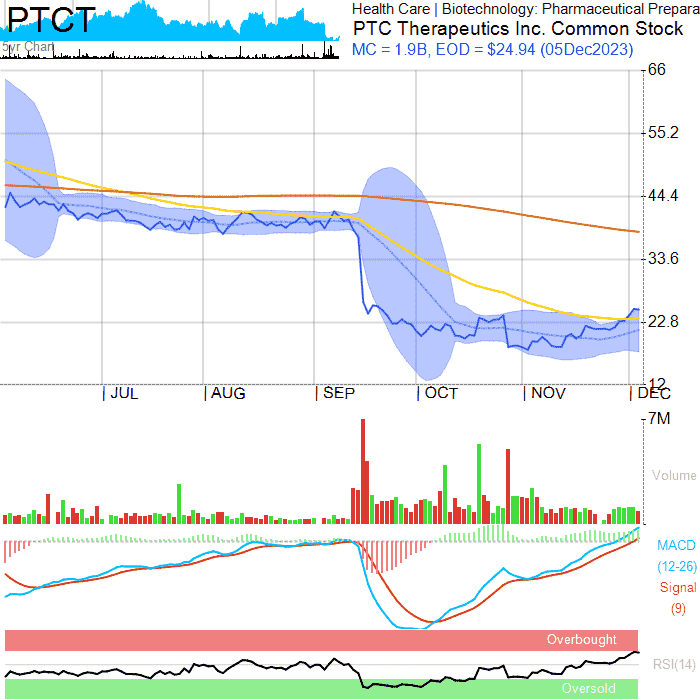 PTCT
5yr Chart
Health Care | Biotechnology: Pharmaceutical Prepara
PTC Therapeutics Inc. Common Stock
MC = 1.9B, EOD = $24.94 (05Dec2023)
66
55.2
44.4
33.6
22.8
12
| JUL | AUG | SEP | OCT | NOV | DEC
7M
Volume
MACD
(12-26)
Signal
(9)
Overbought
RSI(14)
Oversold